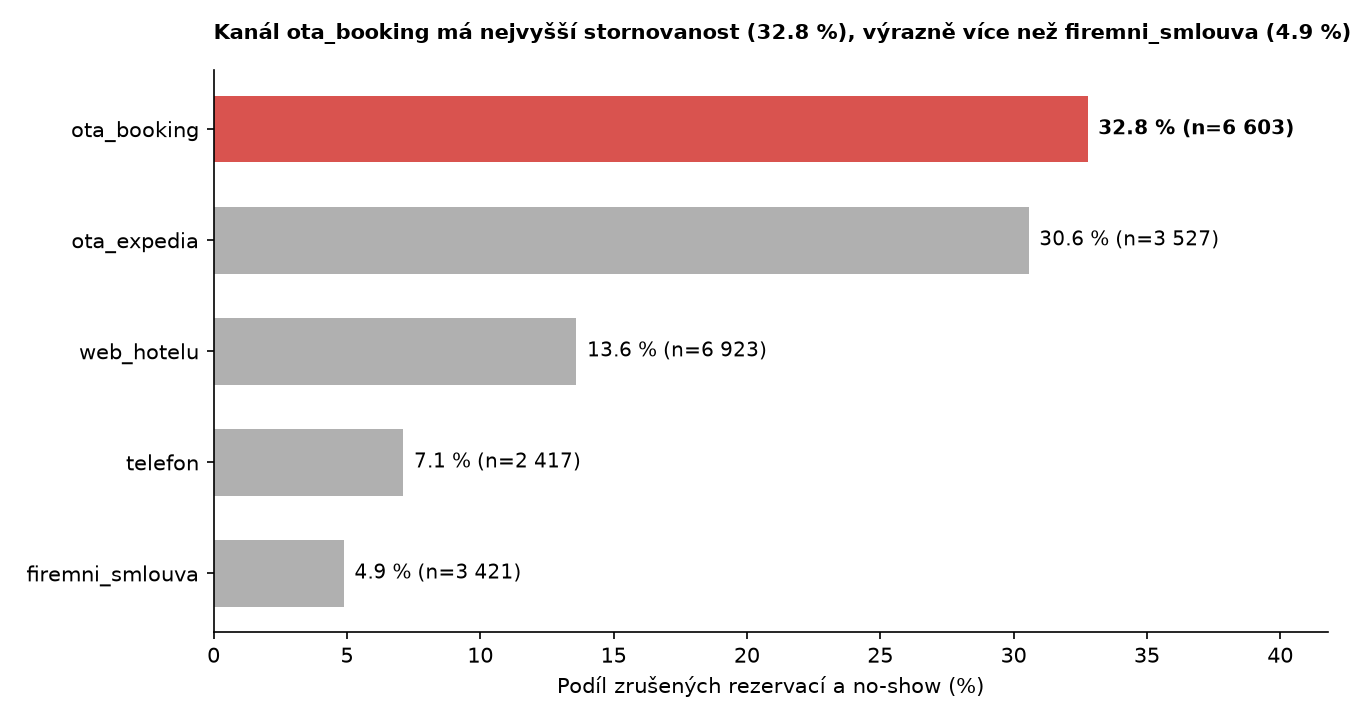 Kanál ota_booking má nejvyšší stornovanost (32.8 %), výrazně více než firemni_smlouva (4.9 %)
ota_booking
32.8 % (n=6 603)
ota_expedia
30.6 % (n=3 527)
web_hotelu
13.6 % (n=6 923)
telefon
7.1 % (n=2 417)
firemni_smlouva
4.9 % (n=3 421)
0 5 10 15 20 25 30 35 40
Podíl zrušených rezervací a no-show (%)